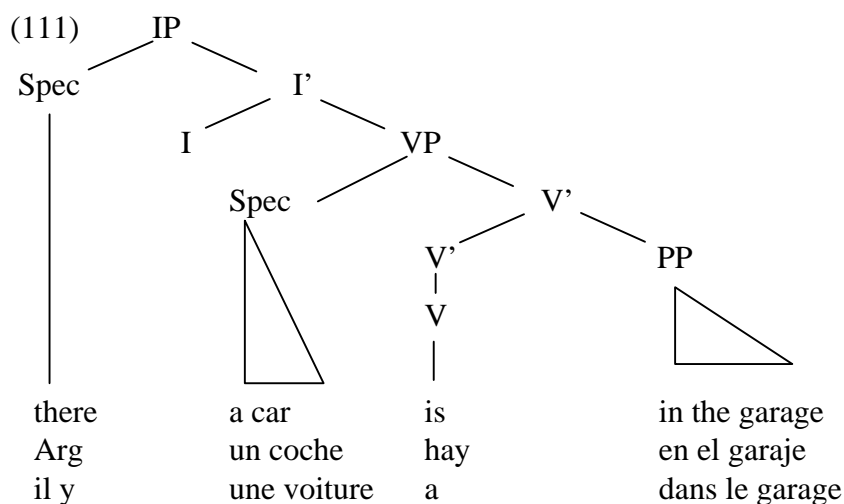 (111) IP
Spec I’
I VP
Spec V’
V’ PP
V
there a car is in the garage
Arg un coche hay en el garaje
il y une voiture a dans le garage